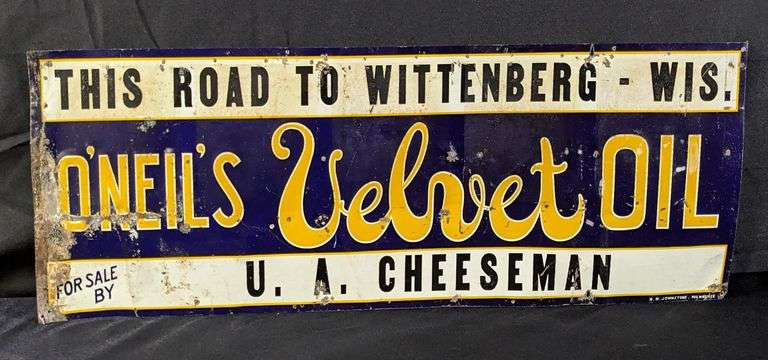 THIS ROAD TO WITTENBERG - WIS.
O'NEIL'S Velvet OIL
FOR SALE
BY
U. A. CHEESEMAN